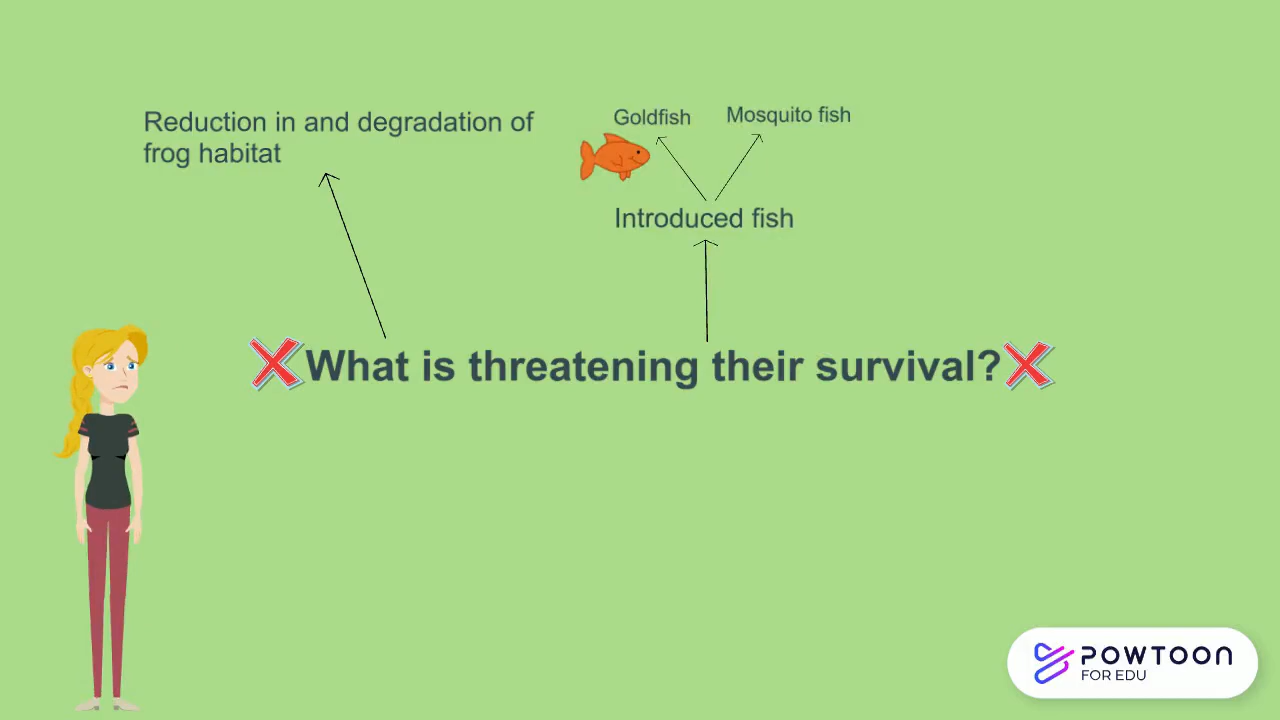 Reduction in and degradation of
frog habitat
Goldfish
Mosquito fish
Introduced fish
What is threatening their survival?
POWTOON
FOR EDU